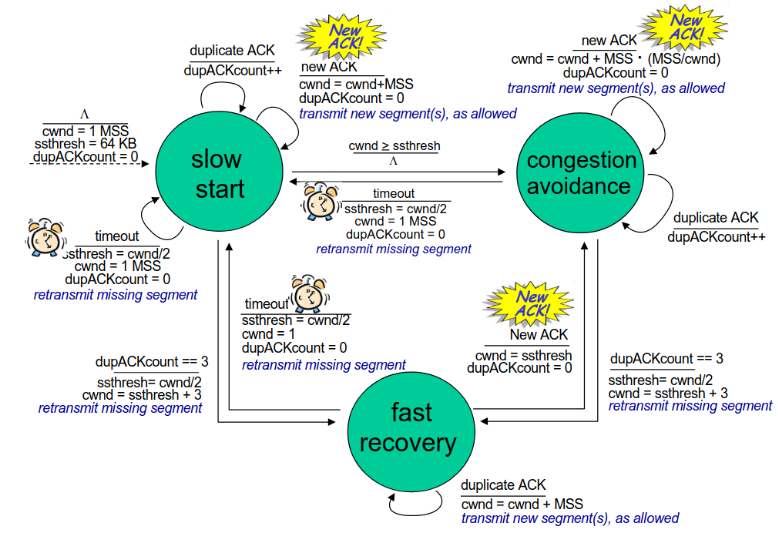 New
ACK!
duplicate ACK
dupACKcount++
new ACK
cwnd = cwnd+MSS
dupACKcount = 0
transmit new segment(s), as allowed
New
ACK!
new ACK
cwnd = cwnd + MSS · (MSS/cwnd)
dupACKcount = 0
transmit new segment(s), as allowed
Λ
cwnd = 1 MSS
ssthresh = 64 KB
dupACKcount = 0
slow
start
cwnd ≥ ssthresh
Λ
congestion
avoidance
timeout
ssthresh = cwnd/2
cwnd = 1 MSS
dupACKcount = 0
retransmit missing segment
duplicate ACK
dupACKcount++
timeout
ssthresh = cwnd/2
cwnd = 1 MSS
dupACKcount = 0
retransmit missing segment
timeout
ssthresh = cwnd/2
cwnd = 1
dupACKcount = 0
retransmit missing segment
New
ACK!
New ACK
cwnd = ssthresh
dupACKcount = 0
dupACKcount == 3
ssthresh= cwnd/2
cwnd = ssthresh + 3
retransmit missing segment
dupACKcount == 3
ssthresh= cwnd/2
cwnd = ssthresh + 3
retransmit missing segment
fast
recovery
duplicate ACK
cwnd = cwnd + MSS
transmit new segment(s), as allowed